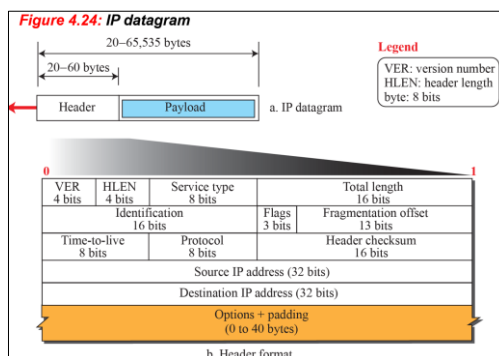 Figure 4.24: IP datagram
20–65,535 bytes
20–60 bytes
Legend
VER: version number
HLEN: header length
byte: 8 bits
Header
Payload
a. IP datagram
0
1
VER
4 bits
HLEN
4 bits
Service type
8 bits
Total length
16 bits
Identification
16 bits
Flags
3 bits
Fragmentation offset
13 bits
Time-to-live
8 bits
Protocol
8 bits
Header checksum
16 bits
Source IP address (32 bits)
Destination IP address (32 bits)
Options + padding
(0 to 40 bytes)
b. Header format